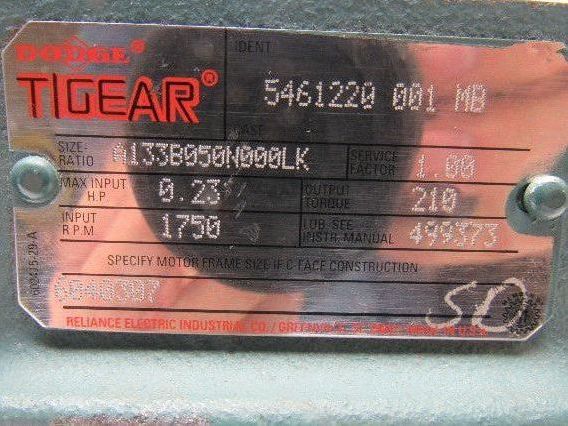 DODGE®
IDENT
TIGEAR®
5461220 001 MB
CAST
SIZE-RATIO A133B050N000LK SERVICE FACTOR 1.00
MAX INPUT H.P. 0.23 OUTPUT TORQUE 210
INPUT R.P.M 1750 LUB-SEE INSTR. MANUAL 499373
SPECIFY MOTOR FRAME SIZE IF C FACE CONSTRUCTION
6040307
50
RELIANCE ELECTRIC INDUSTRIAL CO. / MADE IN U.S.A.